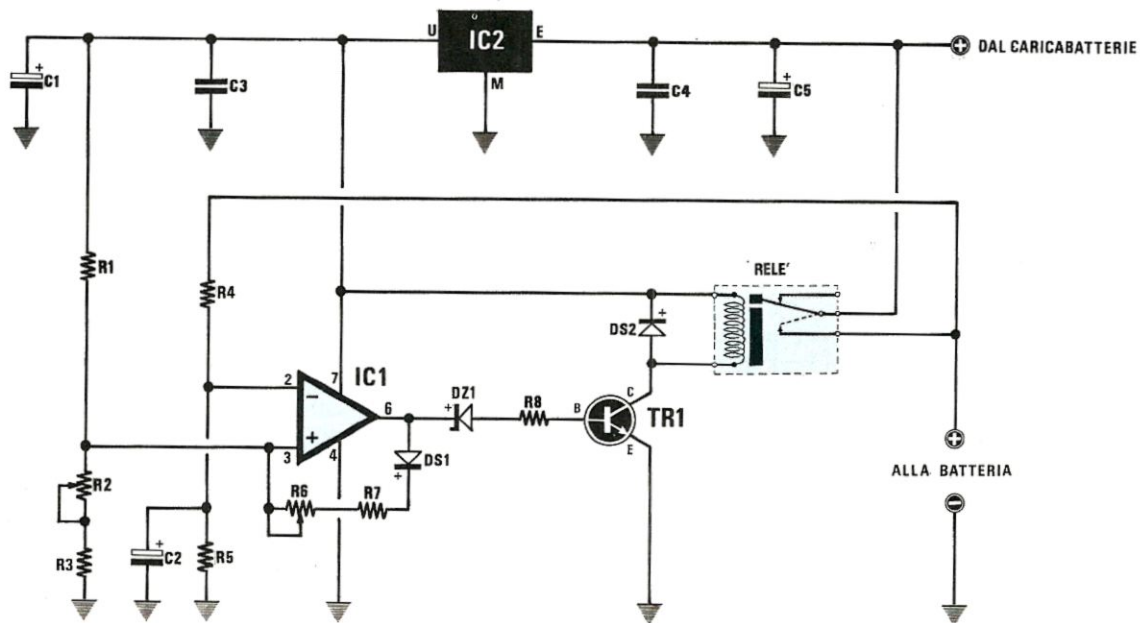 U IC2 E
DAL CARICABATTERIE
C1
C3
M
C4
C5
R1
R4
RELE'
DS2
2
7
IC1
6
DZ1
R8
B
C
TR1
E
3
4
DS1
R2
R6
R7
ALLA BATTERIA
R3
C2
R5